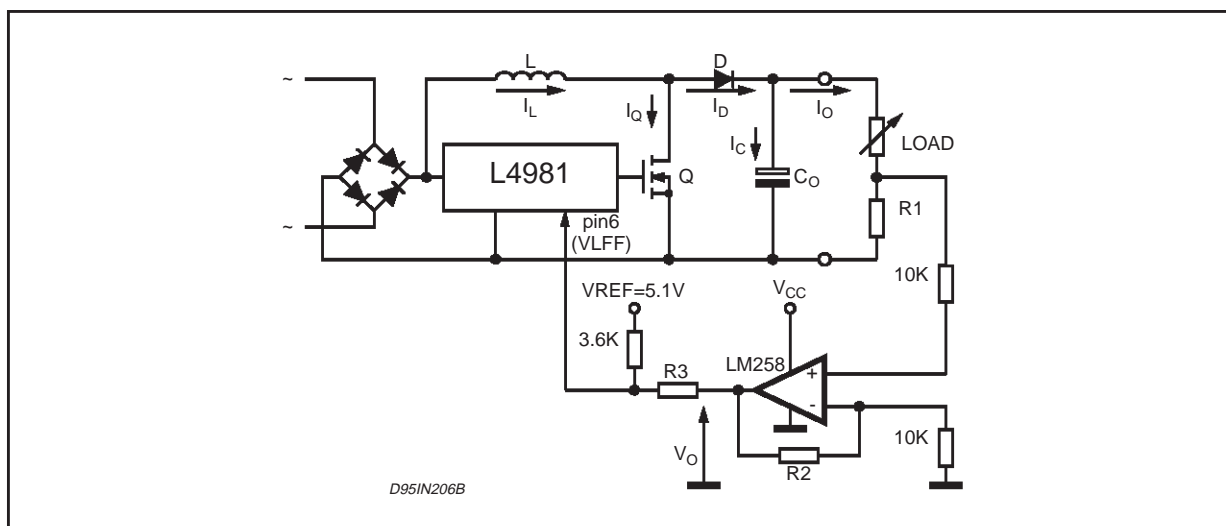 L
D
~
I_L
I_Q
I_D
I_O
I_C
LOAD
L4981
Q
C_O
R1
pin6
(VLFF)
~
VREF=5.1V
V_CC
10K
3.6K
LM258
R3
+
-
10K
V_O
R2
D95IN206B